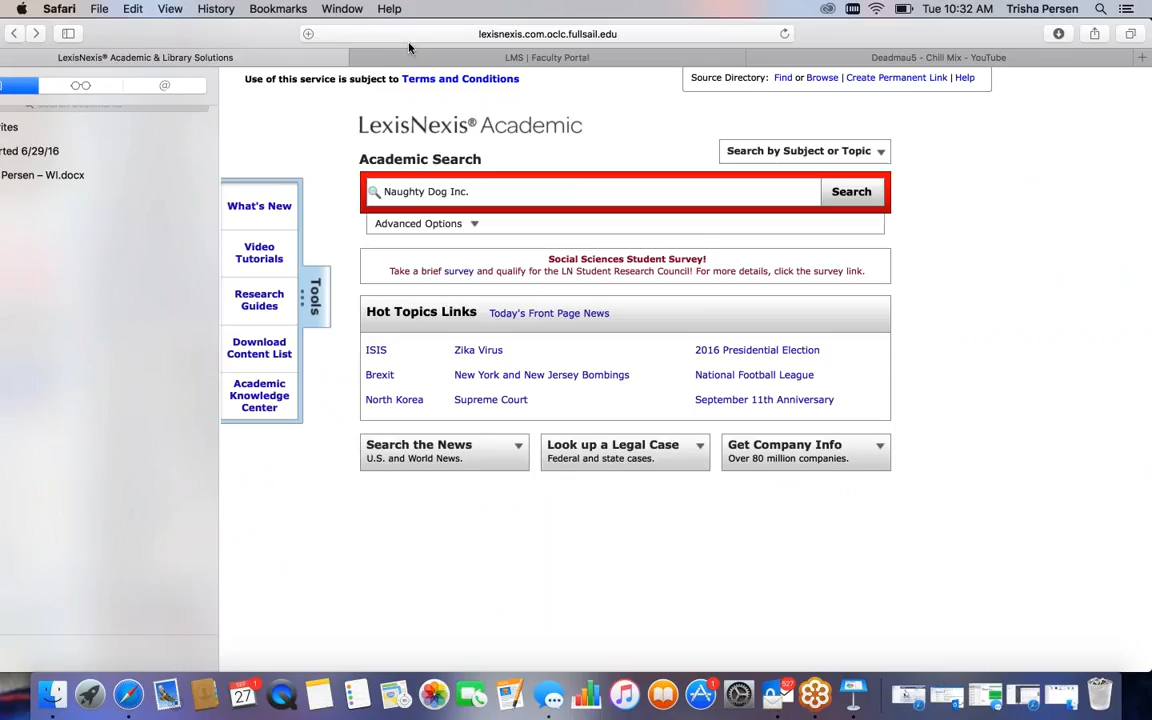 Safari File Edit View History Bookmarks Window Help Tue 10:32 AM Trisha Persen
lexisnexis.com.oclc.fullsail.edu
LexisNexis® Academic & Library Solutions LMS | Faculty Portal Deadmau5 - Chill Mix - YouTube
Use of this service is subject to Terms and Conditions
Source Directory: Find or Browse | Create Permanent Link | Help
@
Search Bookmarks
ites
rted 6/29/16
Persen – WI.docx
LexisNexis® Academic
Academic Search
Search by Subject or Topic
Naughty Dog Inc.
Search
Advanced Options
What's New
Video
Tutorials
Research
Guides
Download
Content List
Academic
Knowledge
Center
Tools
Social Sciences Student Survey!
Take a brief survey and qualify for the LN Student Research Council! For more details, click the survey link.
Hot Topics Links Today's Front Page News
ISIS Zika Virus 2016 Presidential Election
Brexit New York and New Jersey Bombings National Football League
North Korea Supreme Court September 11th Anniversary
Search the News
U.S. and World News.
Look up a Legal Case
Federal and state cases.
Get Company Info
Over 80 million companies.
27
1
1
527